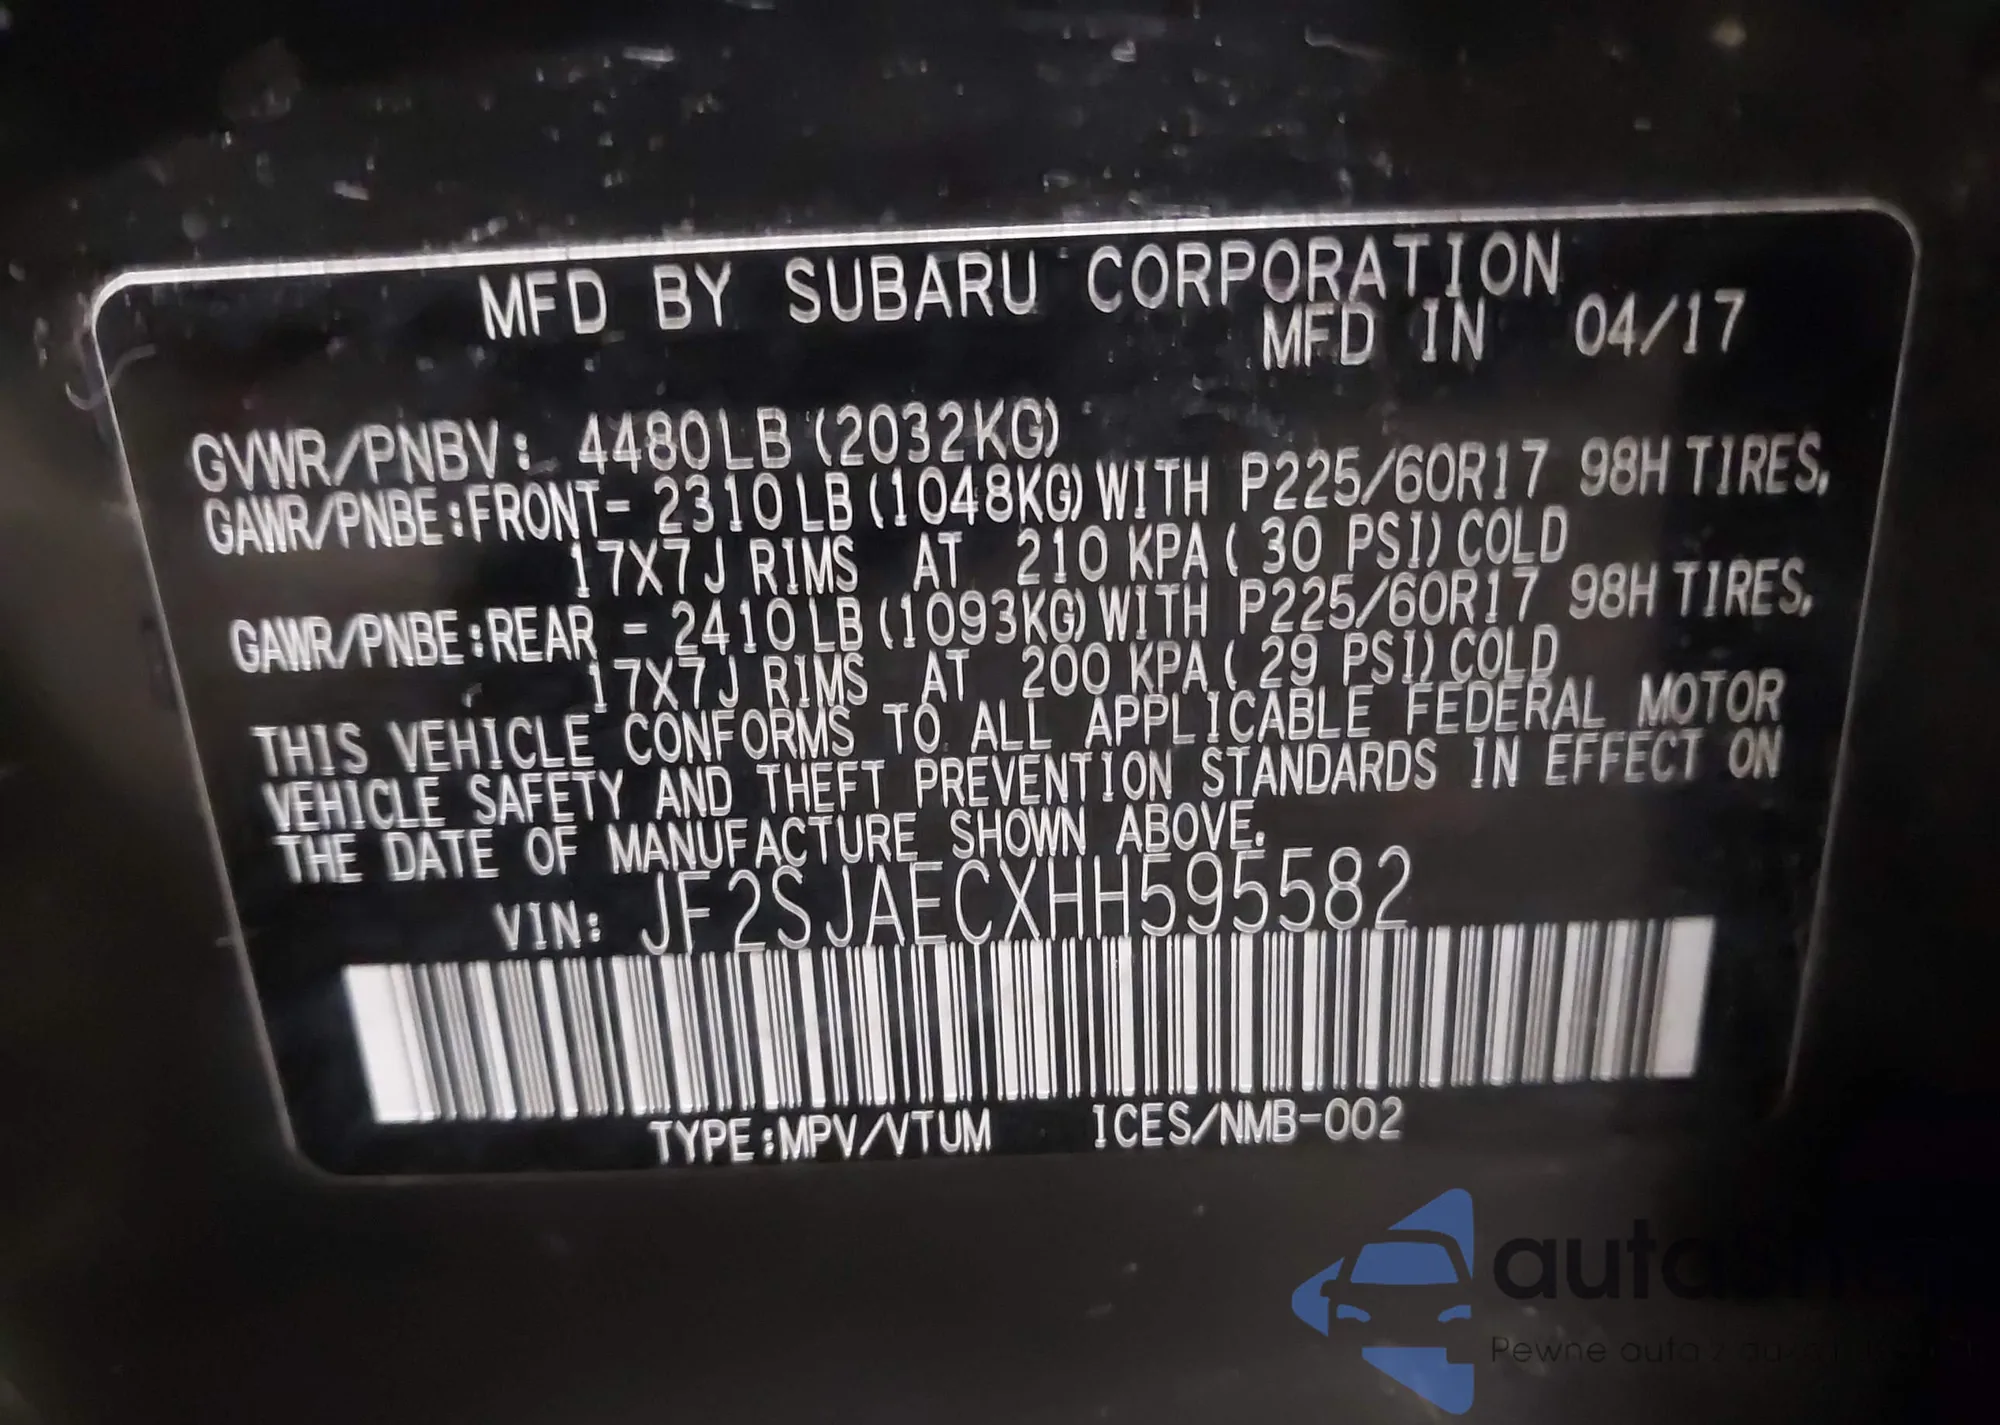 MFD BY SUBARU CORPORATION
MFD IN 04/17
GVWR/PNBV: 4480LB (2032KG)
GAWR/PNBE:FRONT- 2310LB (1048KG) WITH P225/60R17 98H TIRES,
17X7J RIMS AT 210 KPA ( 30 PSI) COLD
GAWR/PNBE:REAR - 2410LB (1093KG) WITH P225/60R17 98H TIRES,
17X7J RIMS AT 200 KPA ( 29 PSI) COLD
THIS VEHICLE CONFORMS TO ALL APPLICABLE FEDERAL MOTOR
VEHICLE SAFETY AND THEFT PREVENTION STANDARDS IN EFFECT ON
THE DATE OF MANUFACTURE SHOWN ABOVE.
VIN: JF2SJAECXHH595582
TYPE:MPV/VTUM ICES/NMB-002
Pewne auto z